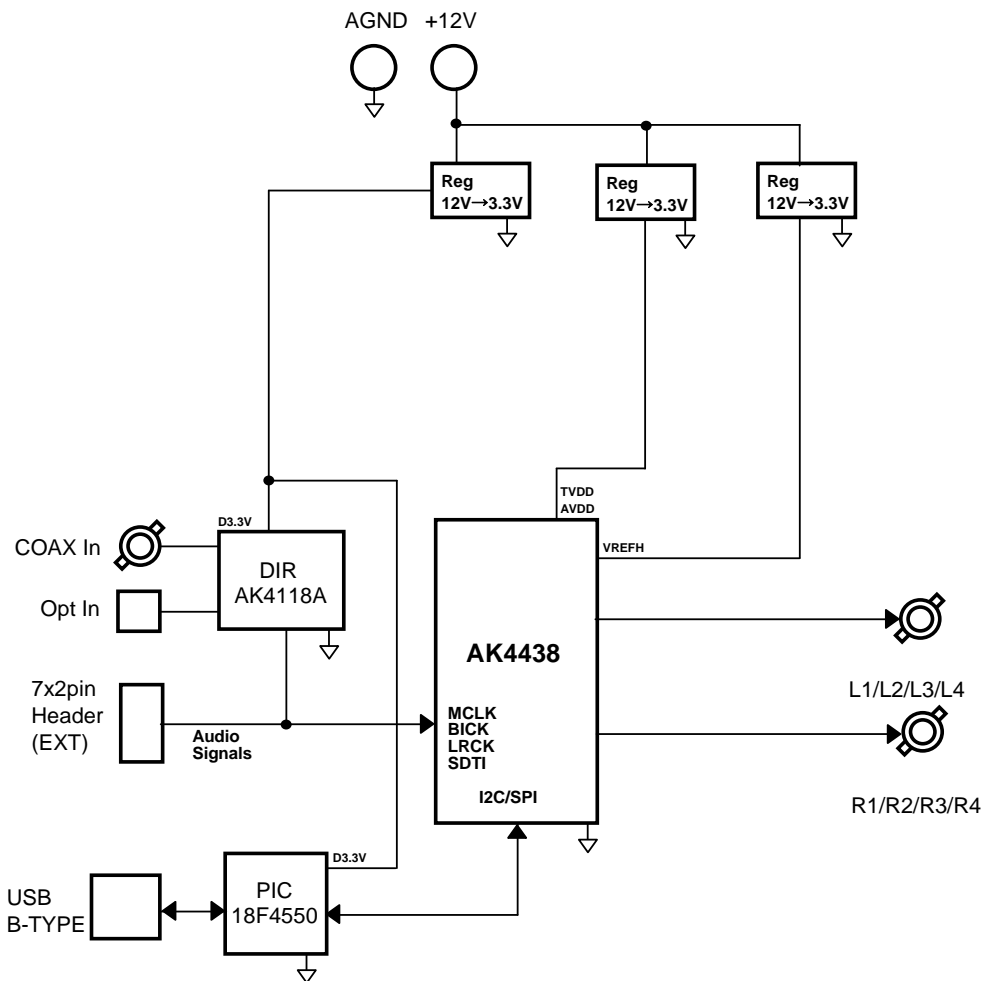 AGND +12V
Reg
12V→3.3V
Reg
12V→3.3V
Reg
12V→3.3V
TVDD
AVDD
VREFH
D3.3V
COAX In
DIR
AK4118A
Opt In
AK4438
L1/L2/L3/L4
7x2pin
Header
(EXT)
Audio
Signals
MCLK
BICK
LRCK
SDTI
I2C/SPI
R1/R2/R3/R4
D3.3V
USB
B-TYPE
PIC
18F4550